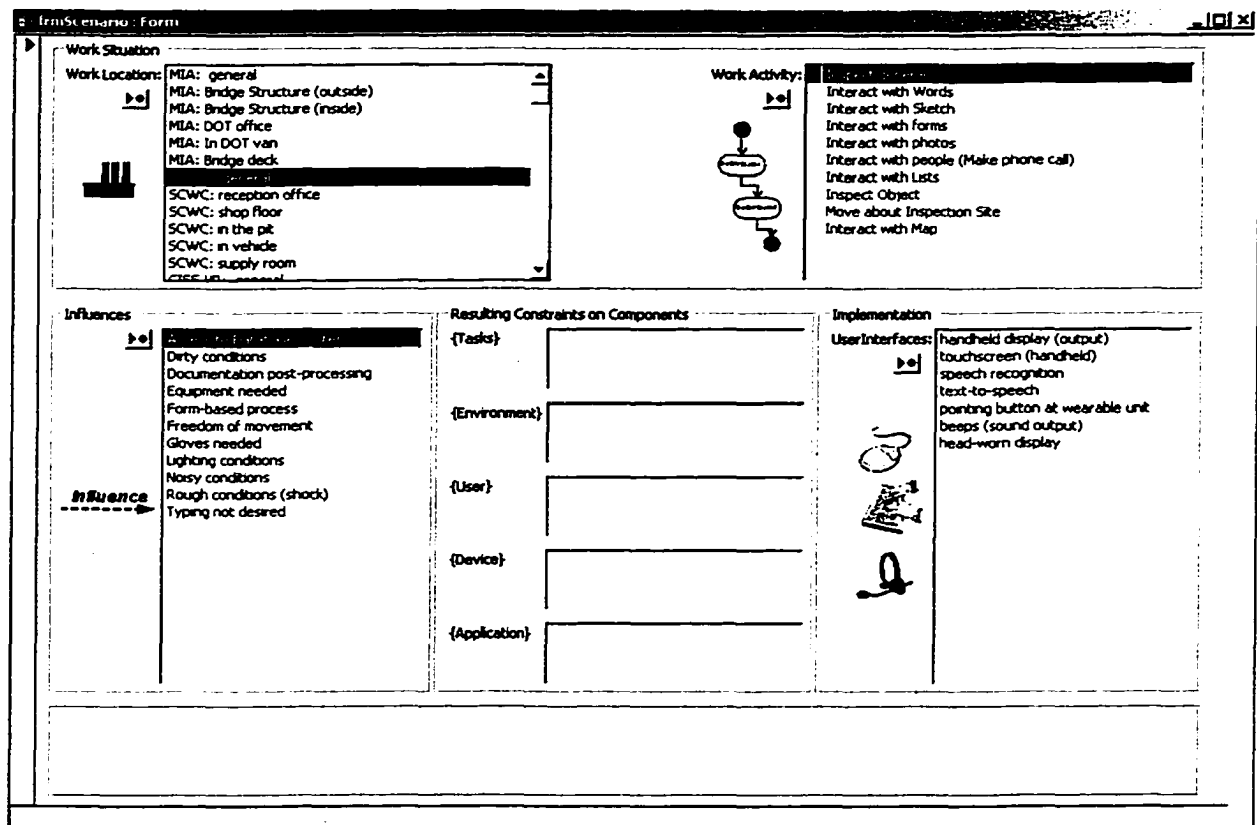 frmScenario : Form
Work Situation
Work Location:
MIA: general
MIA: Bridge Structure (outside)
MIA: Bridge Structure (inside)
MIA: DOT office
MIA: In DOT van
MIA: Bridge deck
general
SCWC: reception office
SCWC: shop floor
SCWC: in the pit
SCWC: in vehicle
SCWC: supply room
Work Activity:
Interact with Words
Interact with Sketch
Interact with forms
Interact with photos
Interact with people (Make phone call)
Interact with Lists
Inspect Object
Move about Inspection Site
Interact with Map
Influences
Dirty conditions
Documentation post-processing
Equipment needed
Form-based process
Freedom of movement
Gloves needed
Lighting conditions
Noisy conditions
Rough conditions (shock)
Typing not desired
Influence
Resulting Constraints on Components
{Tasks}
{Environment}
{User}
{Device}
{Application}
Implementation
UserInterfaces:
handheld display (output)
touchscreen (handheld)
speech recognition
text-to-speech
pointing button at wearable unit
beeps (sound output)
head-worn display